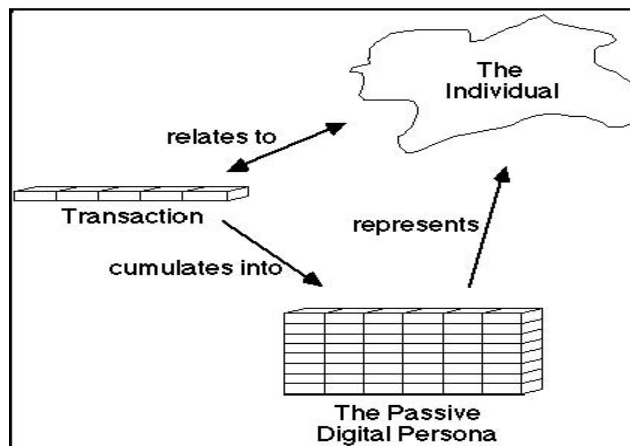 The
Individual
relates to
Transaction
represents
cumulates into
The Passive
Digital Persona